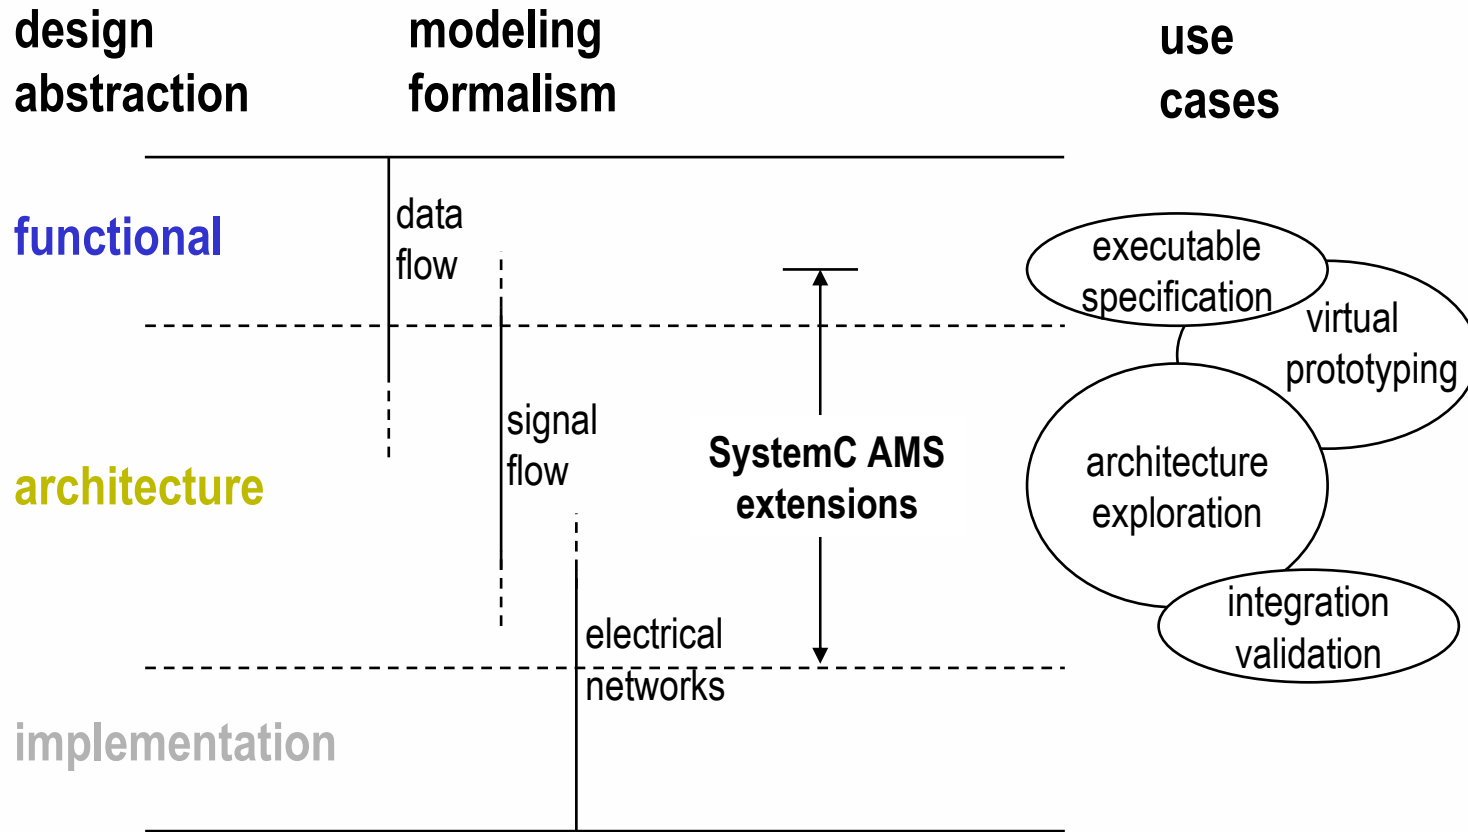 design
abstraction
modeling
formalism
use
cases
functional
data
flow
executable
specification
virtual
prototyping
signal
flow
SystemC AMS
extensions
architecture
architecture
exploration
electrical
networks
integration
validation
implementation